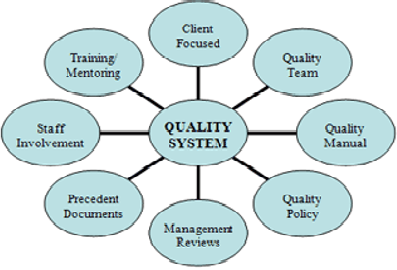 Client
Focused
Training/
Mentoring
Quality
Team
Staff
Involvement
QUALITY
SYSTEM
Quality
Manual
Precedent
Documents
Quality
Policy
Management
Reviews